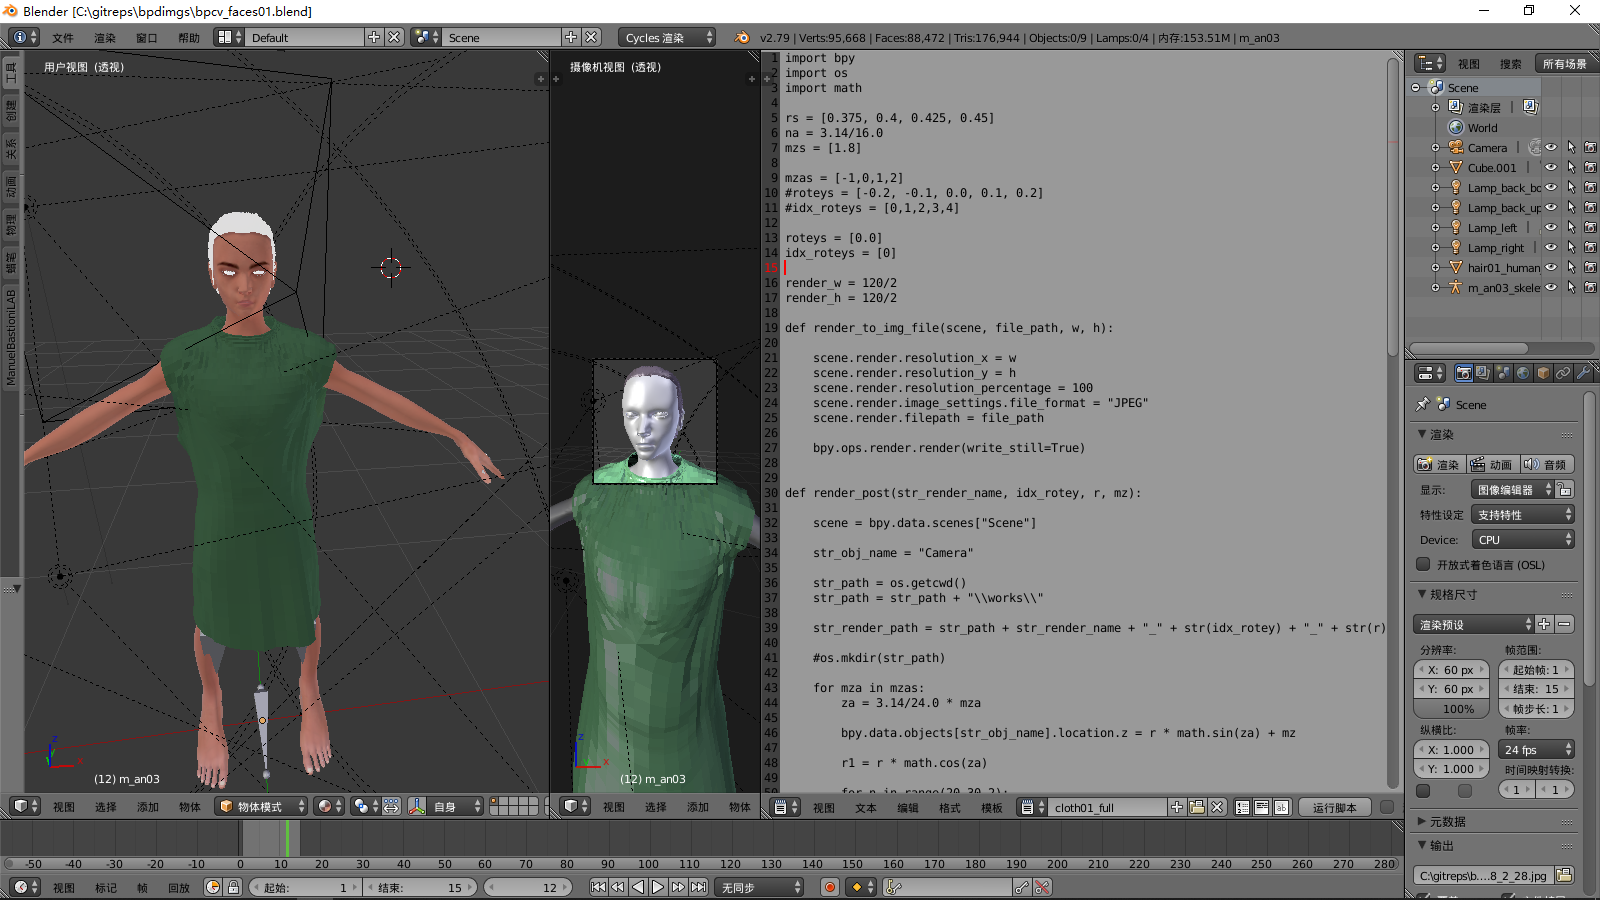 Blender [C:\gitreps\bpdimgs\bpcv_faces01.blend]
文件 渲染 窗口 帮助 Default Scene Cycles 渲染 v2.79 | Verts:95,668 | Faces:88,472 | Tris:176,944 | Objects:0/9 | Lamps:0/4 | 内存:153.51M | m_an03
工具
创建
关系
动画
物理
蜡笔
ManuelBastioniLAB
用户视图 (透视)
(12) m_an03
摄像机视图 (透视)
(12) m_an03
1 import bpy
2 import os
3 import math
4
5 rs = [0.375, 0.4, 0.425, 0.45]
6 na = 3.14/16.0
7 mzs = [1.8]
8
9 mzas = [-1,0,1,2]
10 #roteys = [-0.2, -0.1, 0.0, 0.1, 0.2]
11 #idx_roteys = [0,1,2,3,4]
12
13 roteys = [0.0]
14 idx_roteys = [0]
15
16 render_w = 120/2
17 render_h = 120/2
18
19 def render_to_img_file(scene, file_path, w, h):
20
21 scene.render.resolution_x = w
22 scene.render.resolution_y = h
23 scene.render.resolution_percentage = 100
24 scene.render.image_settings.file_format = "JPEG"
25 scene.render.filepath = file_path
26
27 bpy.ops.render.render(write_still=True)
28
29
30 def render_post(str_render_name, idx_rotey, r, mz):
31
32 scene = bpy.data.scenes["Scene"]
33
34 str_obj_name = "Camera"
35
36 str_path = os.getcwd()
37 str_path = str_path + "\\works\\"
38
39 str_render_path = str_path + str_render_name + "_" + str(idx_rotey) + "_" + str(r)
40
41 #os.mkdir(str_path)
42
43 for mza in mzas:
44 za = 3.14/24.0 * mza
45
46 bpy.data.objects[str_obj_name].location.z = r * math.sin(za) + mz
47
48 r1 = r * math.cos(za)
49
50 for n in range(20,30,2):
视图 搜索 所有场景
Scene
渲染层
World
Camera
Cube.001
Lamp_back_bo
Lamp_back_up
Lamp_left
Lamp_right
hair01_human
m_an03_skele
Scene
渲染
渲染 动画 音频
显示: 图像编辑器
特性设定 支持特性
Device: CPU
开放式着色语言 (OSL)
规格尺寸
渲染预设
分辨率: 帧范围:
X: 60 px 起始帧: 1
Y: 60 px 结束: 15
100% 帧步长: 1
纵横比: 帧率:
X: 1.000 24 fps
Y: 1.000 时间映射转换:
1 1
元数据
输出
C:\gitreps\b....8_2_28.jpg
视图 选择 添加 物体 物体模式 自身
视图 选择 添加 物体
视图 文本 编辑 格式 模板 cloth01_full 运行脚本
-50 -40 -30 -20 -10 0 10 20 30 40 50 60 70 80 90 100 110 120 130 140 150 160 170 180 190 200 210 220 230 240 250 260 270 280
视图 标记 帧 回放 起始: 1 结束: 15 12 无同步